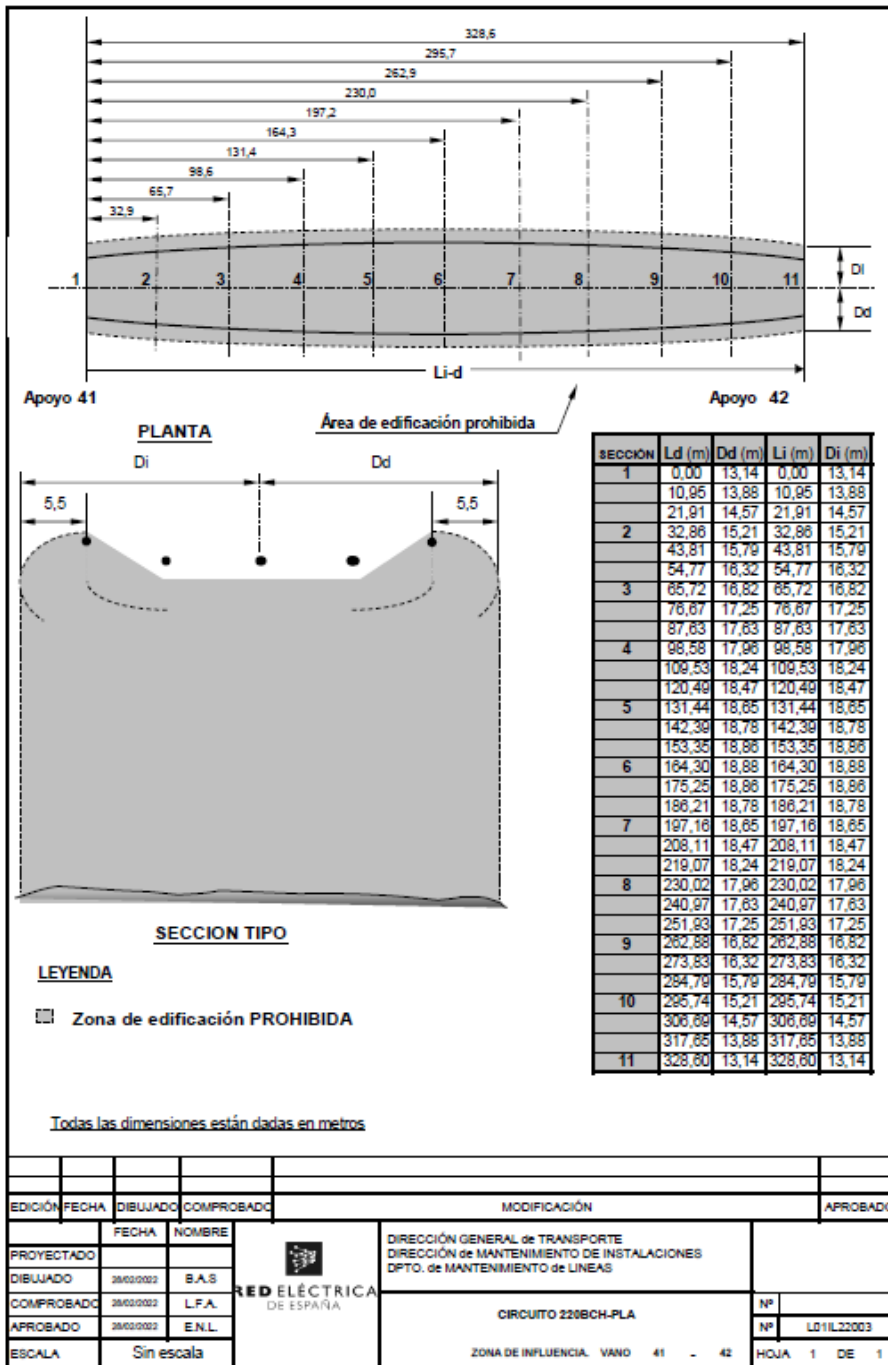 328,6
295,7
262,9
230,0
197,2
164,3
131,4
98,6
65,7
32,9
1 2 3 4 5 6 7 8 9 10 11
Di
Dd
Li-d
Apoyo 41
Apoyo 42
Área de edificación prohibida
PLANTA
Di
Dd
5,5
5,5
SECCION TIPO
LEYENDA
Zona de edificación PROHIBIDA
SECCIÓN Ld (m) Dd (m) Li (m) Di (m)
1 0,00 13,14 0,00 13,14
10,95 13,88 10,95 13,88
21,91 14,57 21,91 14,57
2 32,86 15,21 32,86 15,21
43,81 15,79 43,81 15,79
54,77 16,32 54,77 16,32
3 65,72 16,82 65,72 16,82
76,67 17,25 76,67 17,25
87,63 17,63 87,63 17,63
4 98,58 17,96 98,58 17,96
109,53 18,24 109,53 18,24
120,49 18,47 120,49 18,47
5 131,44 18,65 131,44 18,65
142,39 18,78 142,39 18,78
153,35 18,86 153,35 18,86
6 164,30 18,88 164,30 18,88
175,25 18,86 175,25 18,86
186,21 18,78 186,21 18,78
7 197,16 18,65 197,16 18,65
208,11 18,47 208,11 18,47
219,07 18,24 219,07 18,24
8 230,02 17,96 230,02 17,96
240,97 17,63 240,97 17,63
251,93 17,25 251,93 17,25
9 262,88 16,82 262,88 16,82
273,83 16,32 273,83 16,32
284,79 15,79 284,79 15,79
10 295,74 15,21 295,74 15,21
306,69 14,57 306,69 14,57
317,65 13,88 317,65 13,88
11 328,60 13,14 328,60 13,14
Todas las dimensiones están dadas en metros
EDICIÓN FECHA DIBUJADO COMPROBADO MODIFICACIÓN APROBADO
FECHA NOMBRE
PROYECTADO
DIBUJADO 28/02/2022 B.A.S
COMPROBADO 28/02/2022 L.F.A.
APROBADO 28/02/2022 E.N.L.
ESCALA Sin escala
RED ELÉCTRICA
DE ESPAÑA
DIRECCIÓN GENERAL de TRANSPORTE
DIRECCIÓN de MANTENIMIENTO DE INSTALACIONES
DPTO. de MANTENIMIENTO de LINEAS
CIRCUITO 220BCH-PLA
ZONA DE INFLUENCIA. VANO 41 - 42
Nº
Nº L01IL22003
HOJA 1 DE 1